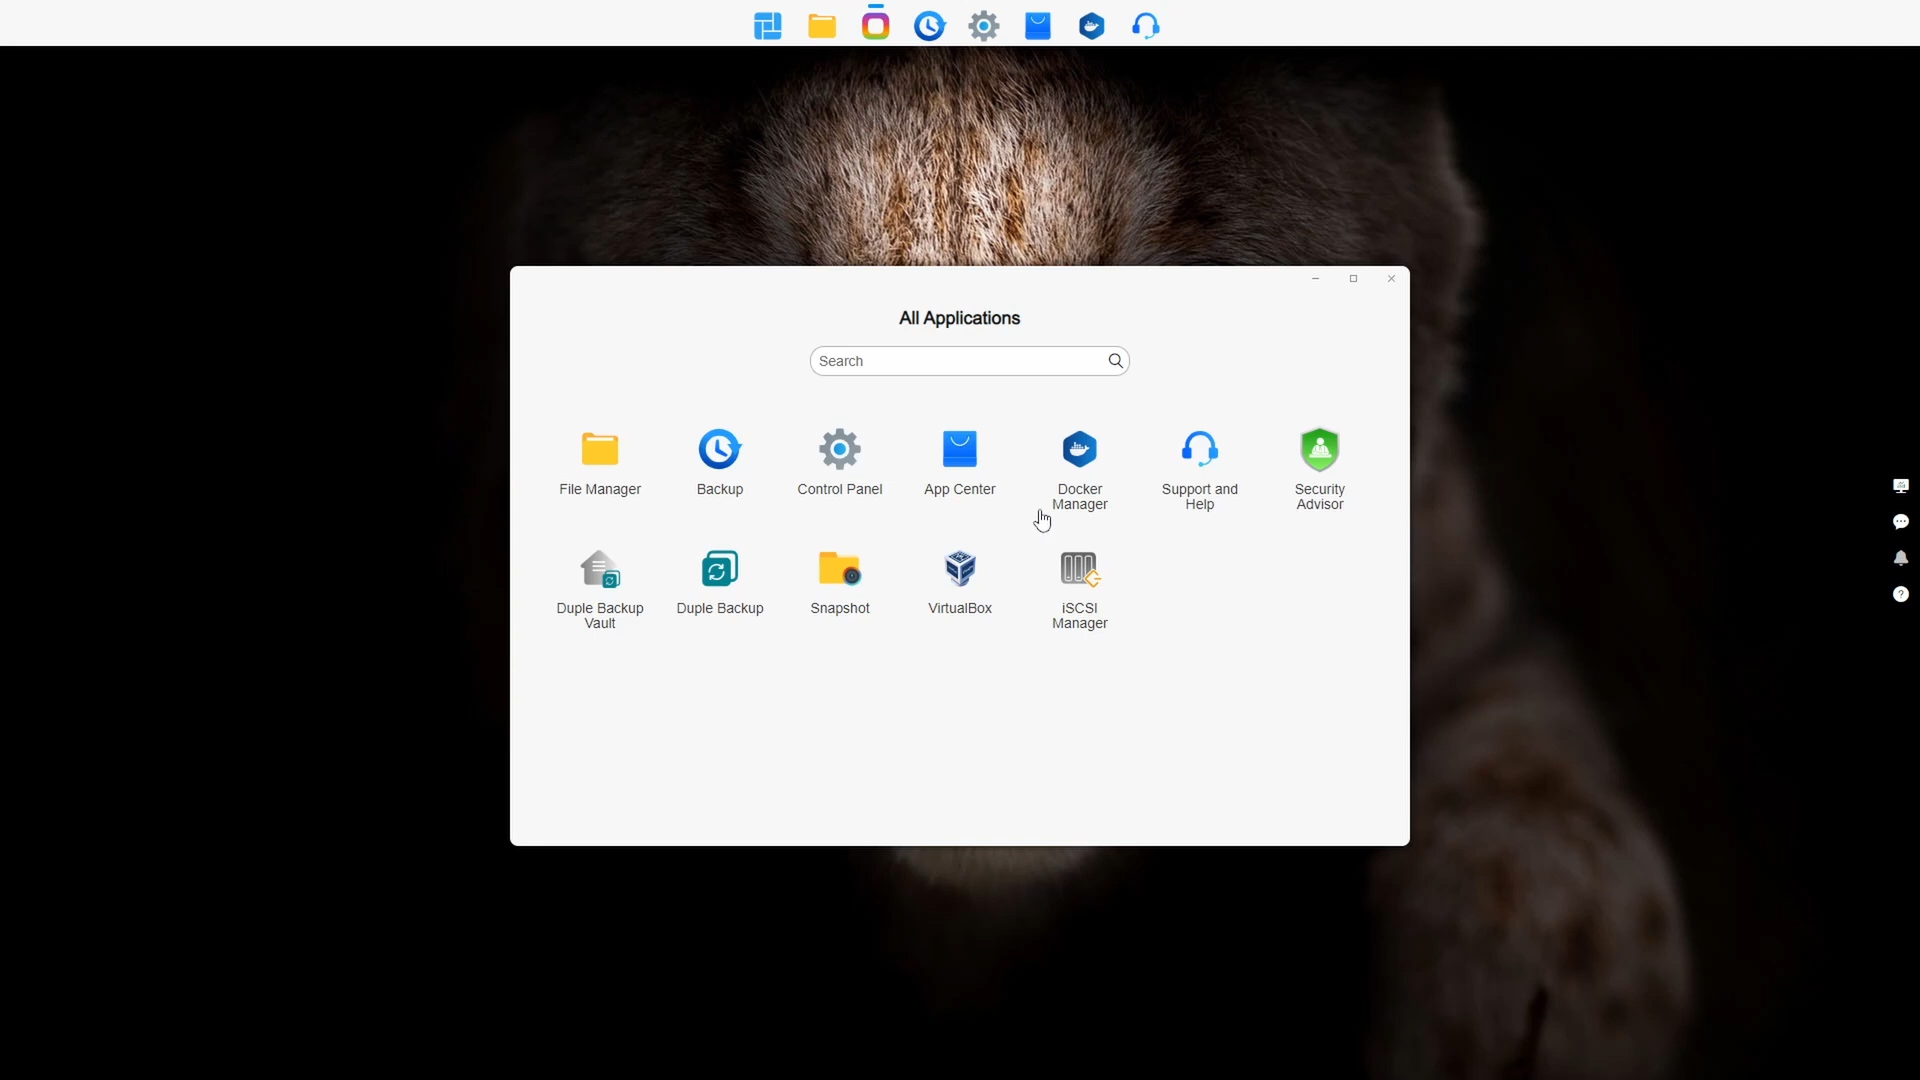 All Applications
Search
File Manager
Backup
Control Panel
App Center
Docker
Manager
Support and
Help
Security
Advisor
Duple Backup
Vault
Duple Backup
Snapshot
VirtualBox
iSCSI
Manager